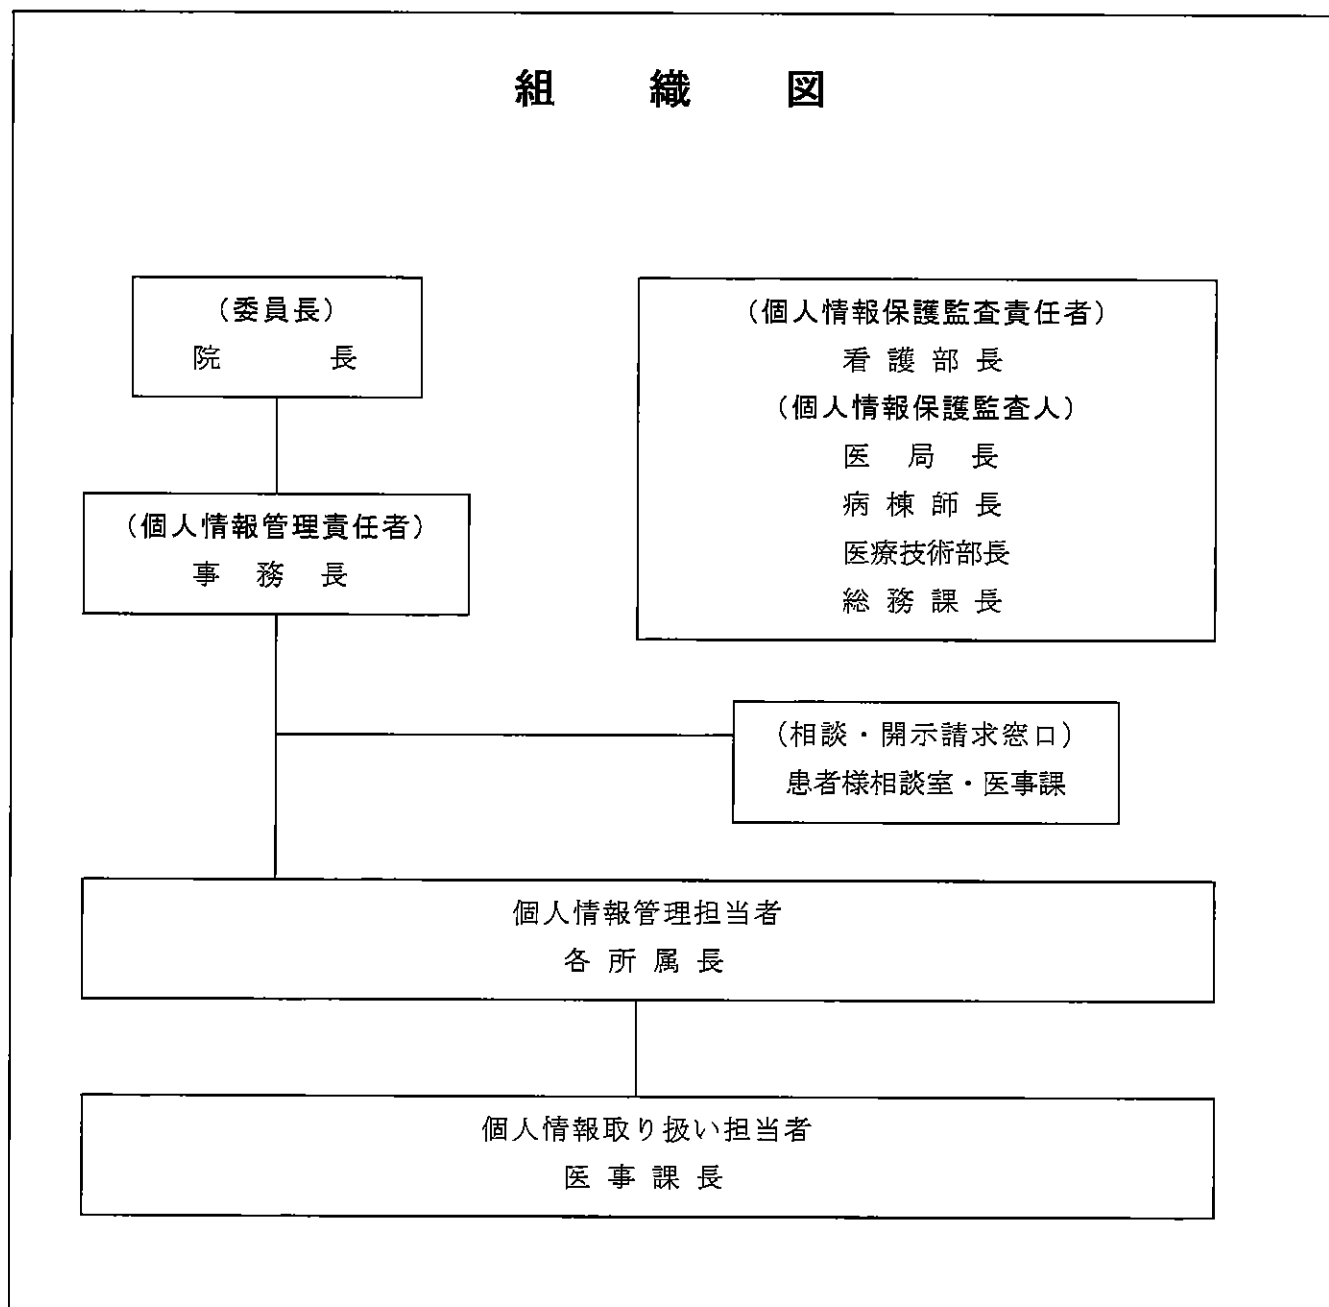 組織図
（委員長）
院長
（個人情報管理責任者）
事務長
（個人情報保護監査責任者）
看護部長
（個人情報保護監査人）
医局長
病棟師長
医療技術部長
総務課長
（相談・開示請求窓口）
患者様相談室・医事課
個人情報管理担当者
各所属長
個人情報取り扱い担当者
医事課長